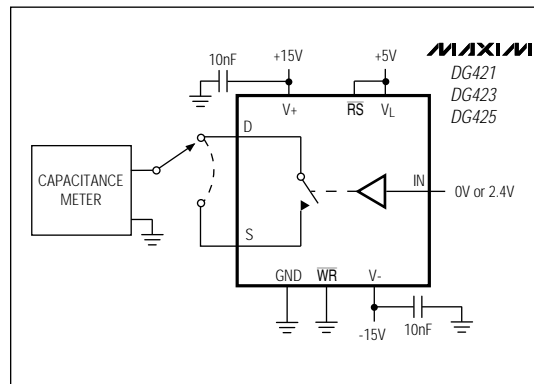 MAXIM
DG421
DG423
DG425
10nF
+15V
+5V
V+
RS
VL
D
CAPACITANCE
METER
IN
0V or 2.4V
S
GND
WR
V-
-15V
10nF